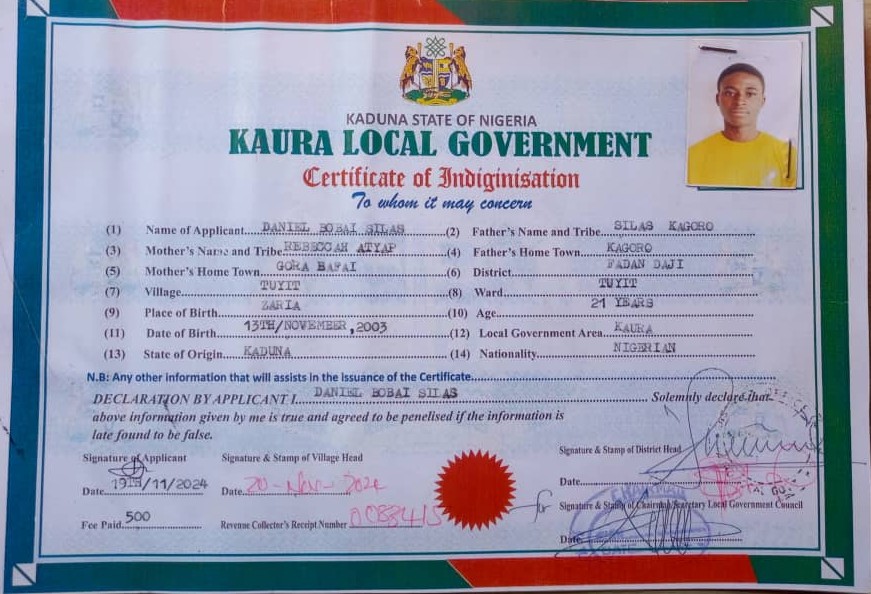 KADUNA STATE OF NIGERIA
KAURA LOCAL GOVERNMENT
Certificate of Indiginisation
To whom it may concern
(1) Name of Applicant....DANIEL BOBAI SILAS....(2) Father's Name and Tribe....SILAS KAGORO
(3) Mother's Name and Tribe REBECCAH ATYAP (4) Father's Home Town....KAGORO
(5) Mother's Home Town....GORA BAFAI (6) District....FADAN DAJI
(7) Village....TUYIT (8) Ward....TUYIT
(9) Place of Birth....ZARIA (10) Age....21 YEARS
(11) Date of Birth....13TH/NOVEMBER,2003 (12) Local Government Area....KAURA
(13) State of Origin....KADUNA (14) Nationality....NIGERIAN
N.B: Any other information that will assists in the issuance of the Certificate....
DECLARATION BY APPLICANT I....DANIEL BOBAI SILAS....Solemnly declare that
above information given by me is true and agreed to be penelised if the information is
late found to be false.
Signature of Applicant Signature & Stamp of Village Head Signature & Stamp of District Head
Date....19TH/11/2024 Date....20-Nov-2024 Date....
for Signature & Stamp of Chairman/Secretary Local Government Council
Fee Paid....500 Revenue Collector's Receipt Number
CHAIRMAN
Date....
DATE